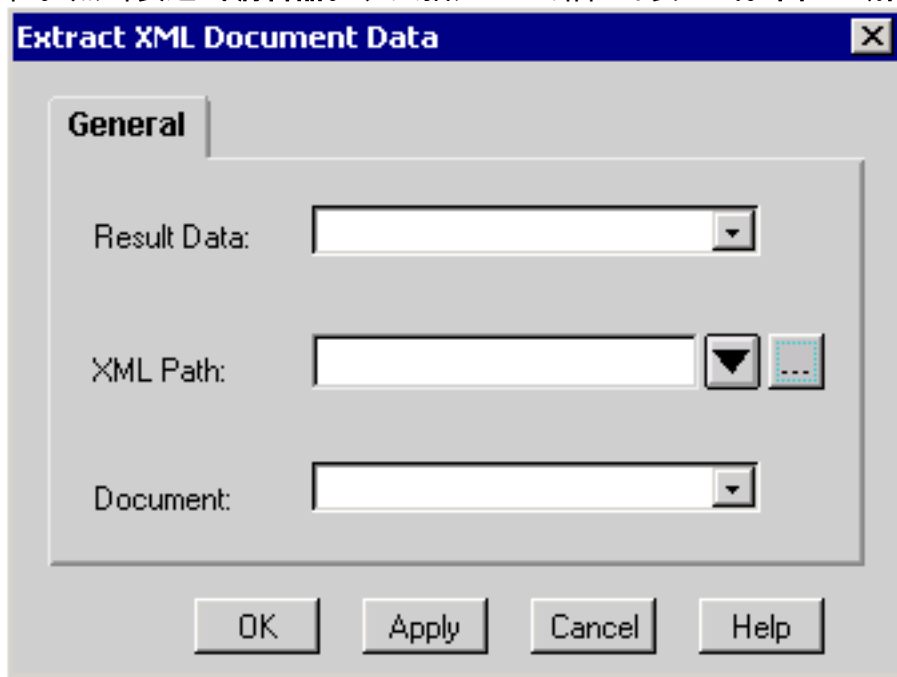 Extract XML Document Data
General
Result Data:
XML Path:
...
Document:
OK Apply Cancel Help